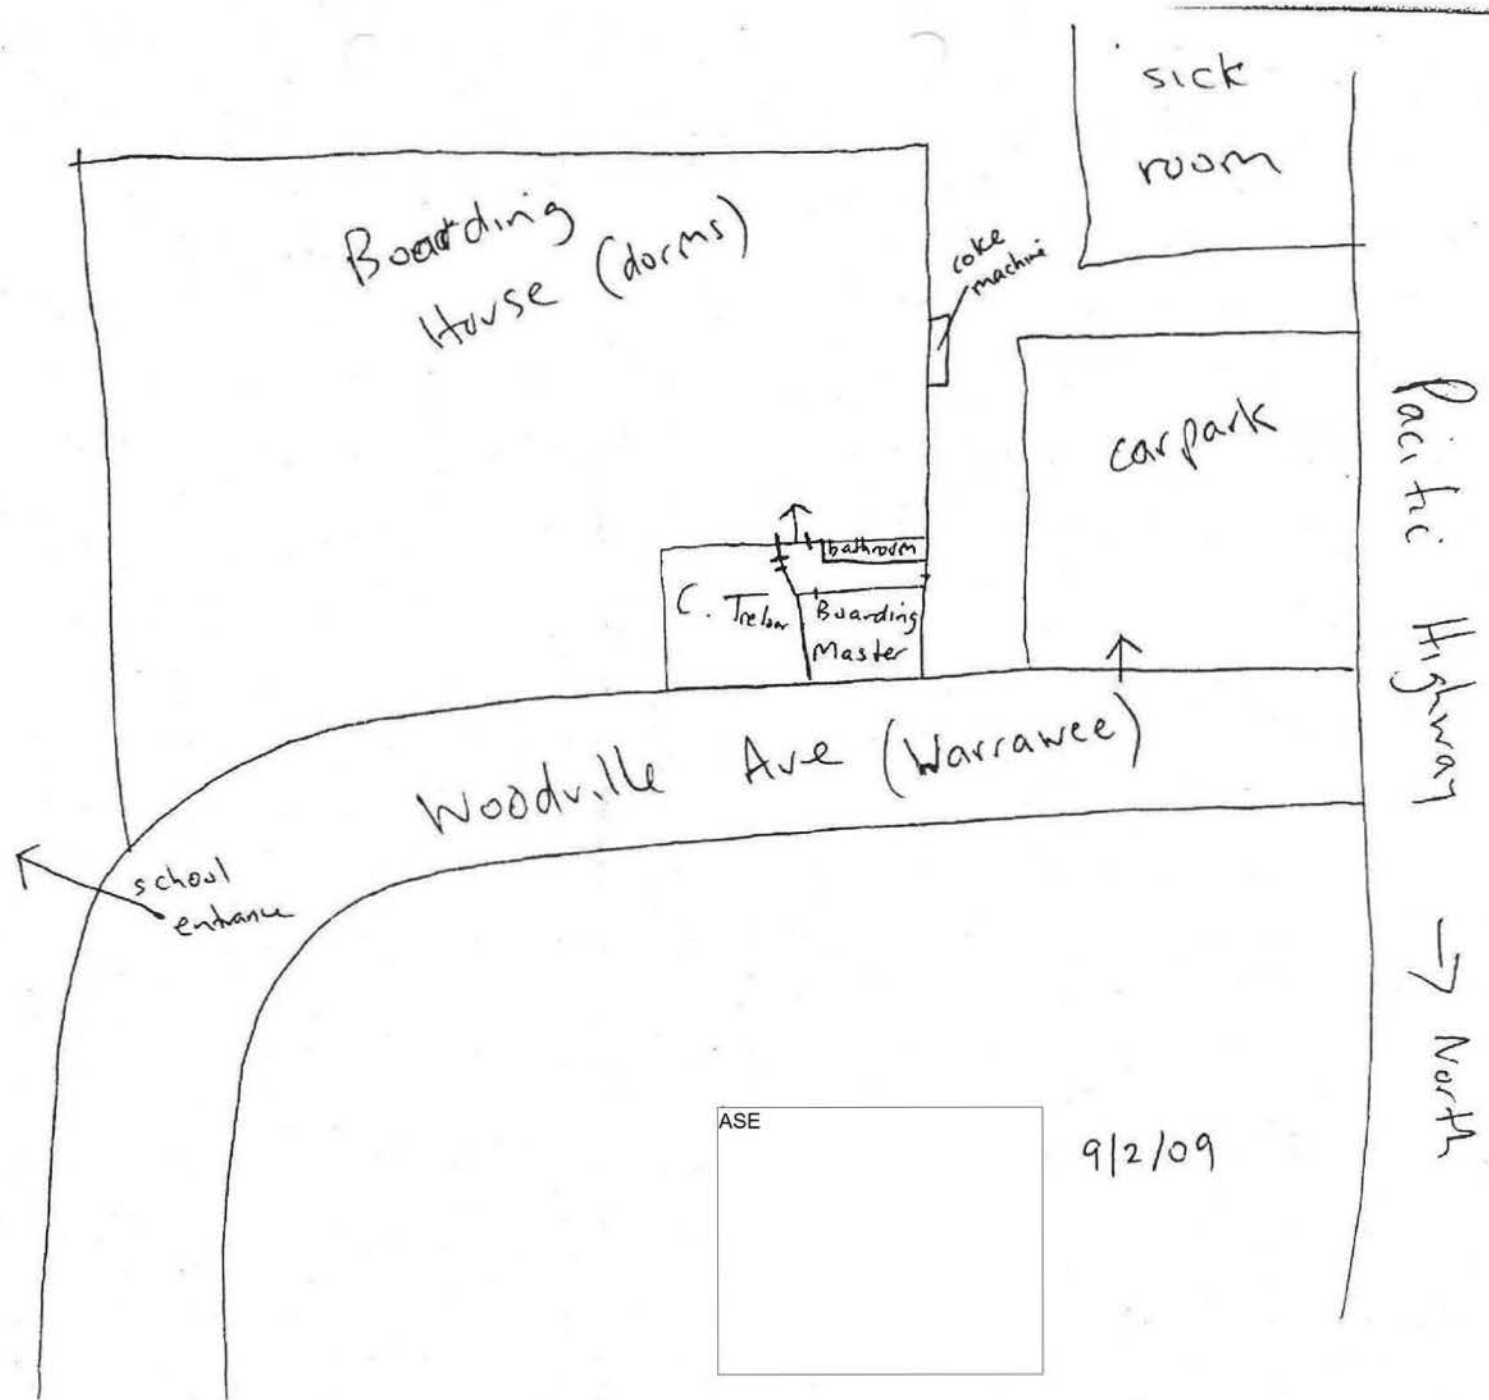 sick
room
Boarding
House (dorms)
coke
machine
carpark
Pacific Highway → North
bathroom
C. Trebar
Boarding
Master
Woodville Ave (Warrawee)
school
entrance
ASE
9/2/09